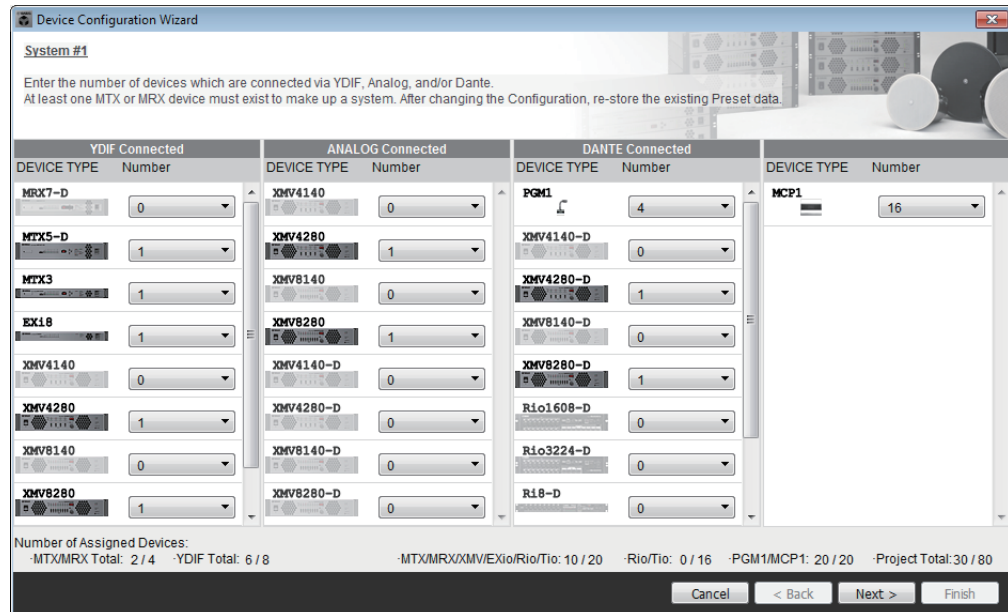 Device Configuration Wizard
System #1
Enter the number of devices which are connected via YDIF, Analog, and/or Dante.
At least one MTX or MRX device must exist to make up a system. After changing the Configuration, re-store the existing Preset data.
YDIF Connected
DEVICE TYPE Number
MRX7-D
0
MTX5-D
1
MTX3
1
EXi8
1
XMV4140
0
XMV4280
1
XMV8140
0
XMV8280
1
ANALOG Connected
DEVICE TYPE Number
XMV4140
0
XMV4280
1
XMV8140
0
XMV8280
1
XMV4140-D
0
XMV4280-D
0
XMV8140-D
0
XMV8280-D
0
DANTE Connected
DEVICE TYPE Number
PGM1
4
XMV4140-D
0
XMV4280-D
1
XMV8140-D
0
XMV8280-D
1
Rio1608-D
0
Rio3224-D
0
Ri8-D
0
DEVICE TYPE Number
MCP1
16
Number of Assigned Devices:
·MTX/MRX Total: 2 / 4 ·YDIF Total: 6 / 8 ·MTX/MRX/XMV/EXio/Rio/Tio: 10 / 20 ·Rio/Tio: 0 / 16 ·PGM1/MCP1: 20 / 20 ·Project Total: 30 / 80
Cancel < Back Next > Finish